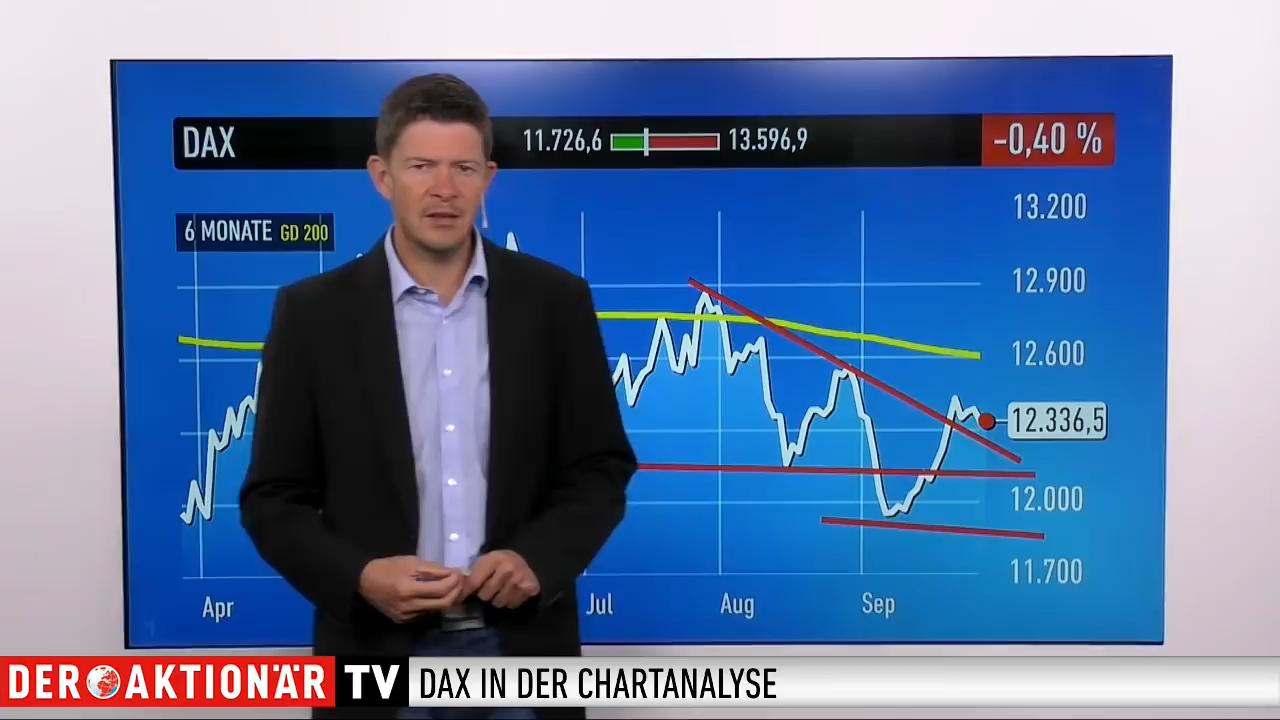 DAX 11.726,6 13.596,9 -0,40 %
6 MONATE GD 200
13.200
12.900
12.600
12.336,5
12.000
11.700
Apr Jul Aug Sep
DER AKTIONÄR TV DAX IN DER CHARTANALYSE